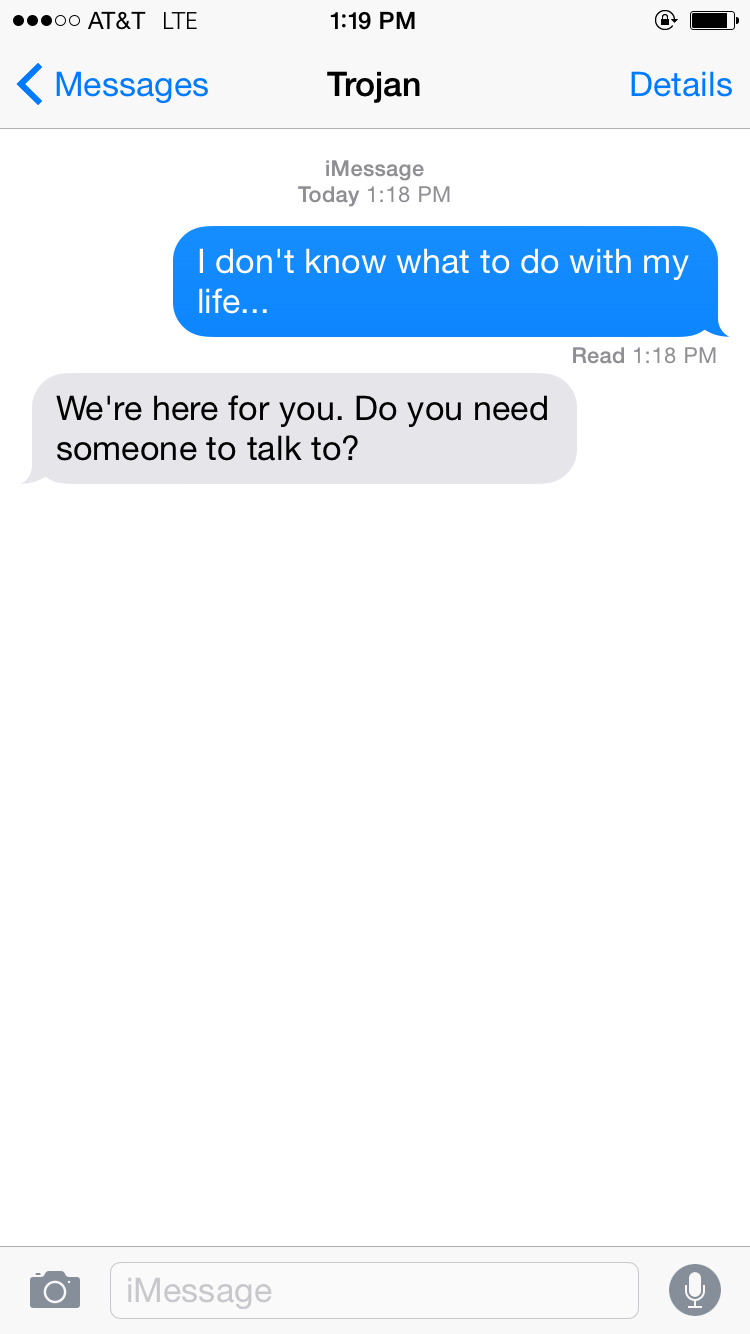 AT&T LTE 1:19 PM
Messages Trojan Details
iMessage
Today 1:18 PM
I don't know what to do with my
life...
Read 1:18 PM
We're here for you. Do you need
someone to talk to?
iMessage